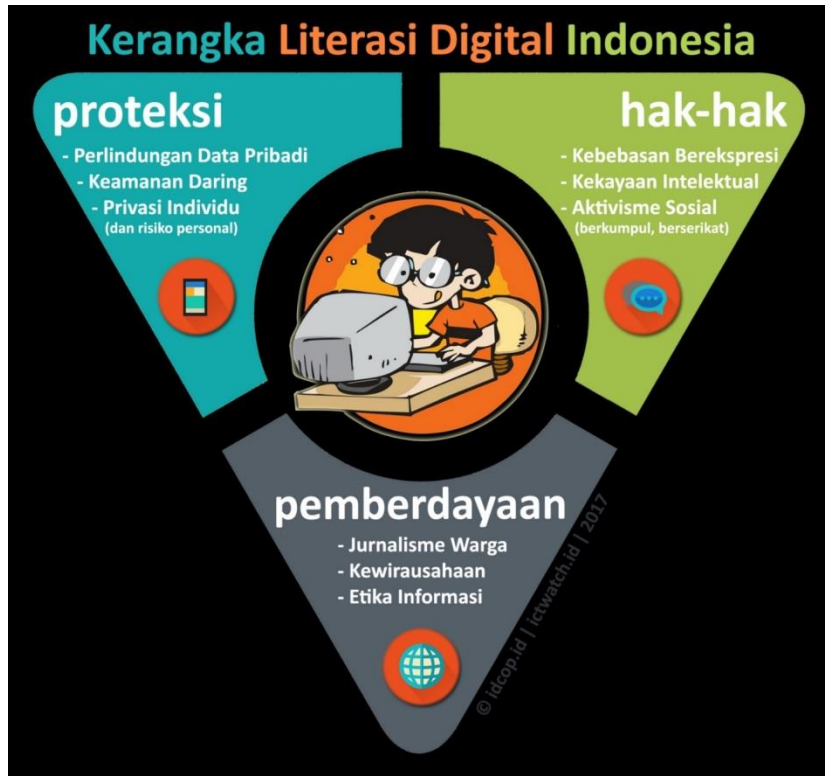 Kerangka Literasi Digital Indonesia
proteksi
- Perlindungan Data Pribadi
- Keamanan Daring
- Privasi Individu
(dan risiko personal)
hak-hak
- Kebebasan Berekspresi
- Kekayaan Intelektual
- Aktivisme Sosial
(berkumpul, berserikat)
pemberdayaan
- Jurnalisme Warga
- Kewirausahaan
- Etika Informasi
© idcop.id | ictwatch.id | 2017